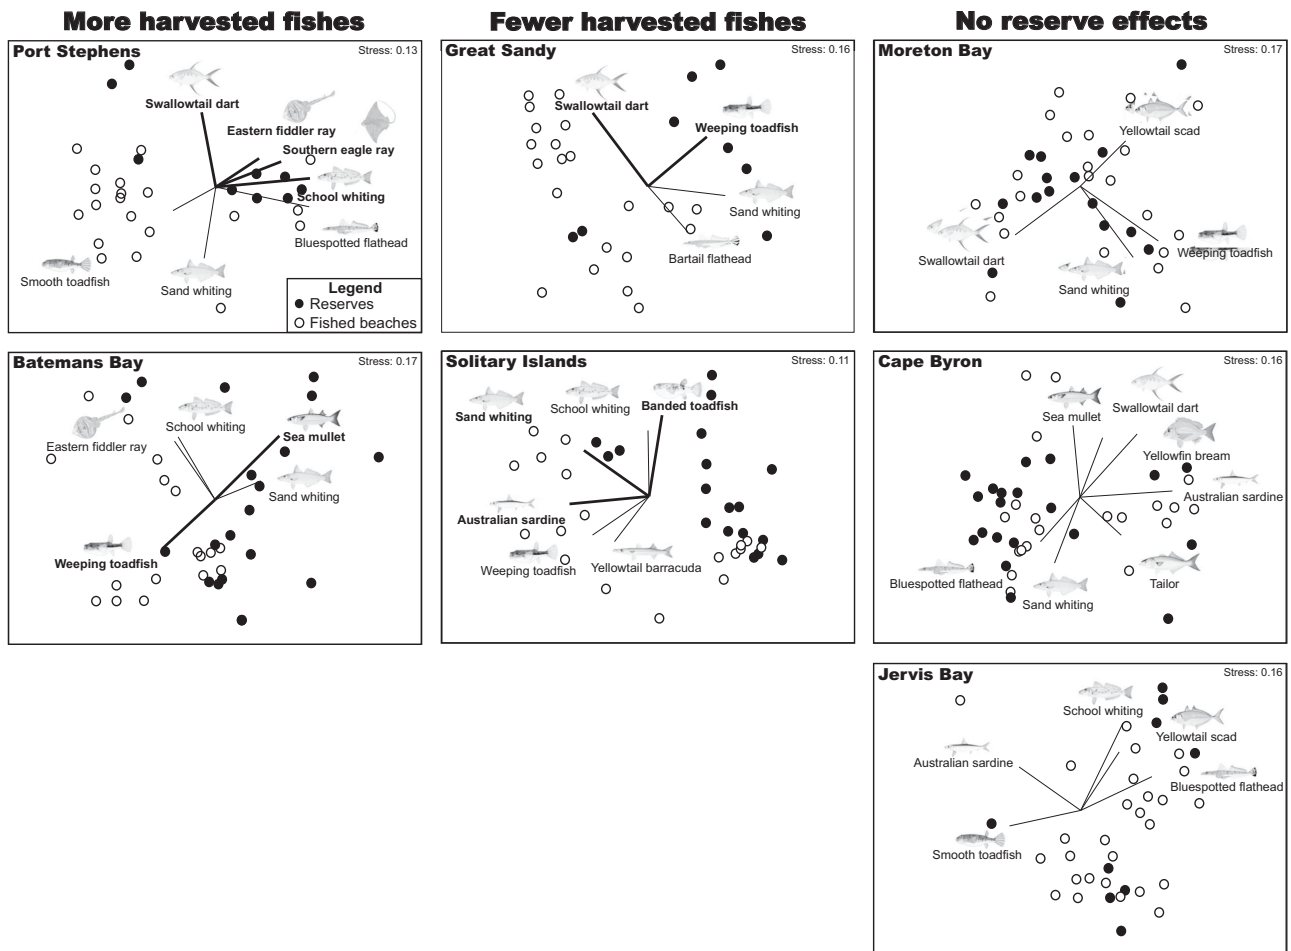 More harvested fishes
Fewer harvested fishes
No reserve effects
Port Stephens
Stress: 0.13
Swallowtail dart
Eastern fiddler ray
Southern eagle ray
School whiting
Bluespotted flathead
Smooth toadfish
Sand whiting
Legend
Reserves
Fished beaches
Great Sandy
Stress: 0.16
Swallowtail dart
Weeping toadfish
Sand whiting
Bartail flathead
Moreton Bay
Stress: 0.17
Yellowtail scad
Swallowtail dart
Weeping toadfish
Sand whiting
Batemans Bay
Stress: 0.17
School whiting
Eastern fiddler ray
Sea mullet
Sand whiting
Weeping toadfish
Solitary Islands
Stress: 0.11
Sand whiting
School whiting
Banded toadfish
Australian sardine
Weeping toadfish
Yellowtail barracuda
Cape Byron
Stress: 0.16
Sea mullet
Swallowtail dart
Yellowfin bream
Australian sardine
Bluespotted flathead
Sand whiting
Tailor
Jervis Bay
Stress: 0.16
School whiting
Yellowtail scad
Australian sardine
Bluespotted flathead
Smooth toadfish